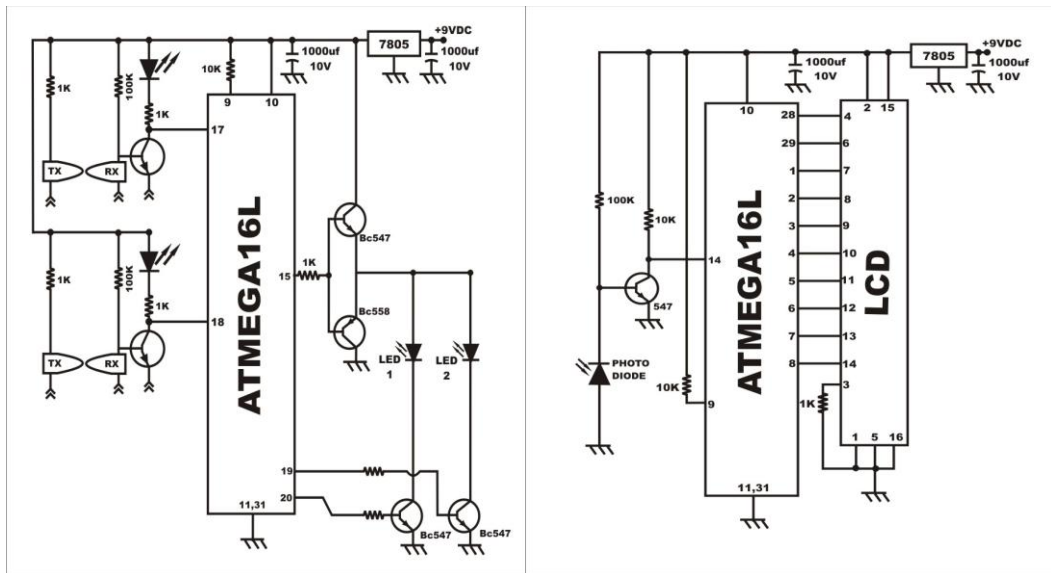 +9VDC
7805
1000uf
10V
1000uf
10V
10K
1K
100K
1K
9
10
17
TX
RX
Bc547
1K
100K
1K
15
1K
Bc558
18
TX
RX
ATMEGA16L
LED
1
LED
2
19
20
11,31
Bc547
Bc547
+9VDC
7805
1000uf
10V
1000uf
10V
10
2
15
28
4
29
6
1
7
2
8
100K
10K
3
9
4
10
14
5
11
547
6
12
7
13
PHOTO
DIODE
8
14
10K
9
3
1K
ATMEGA16L
LCD
1
5
16
11,31